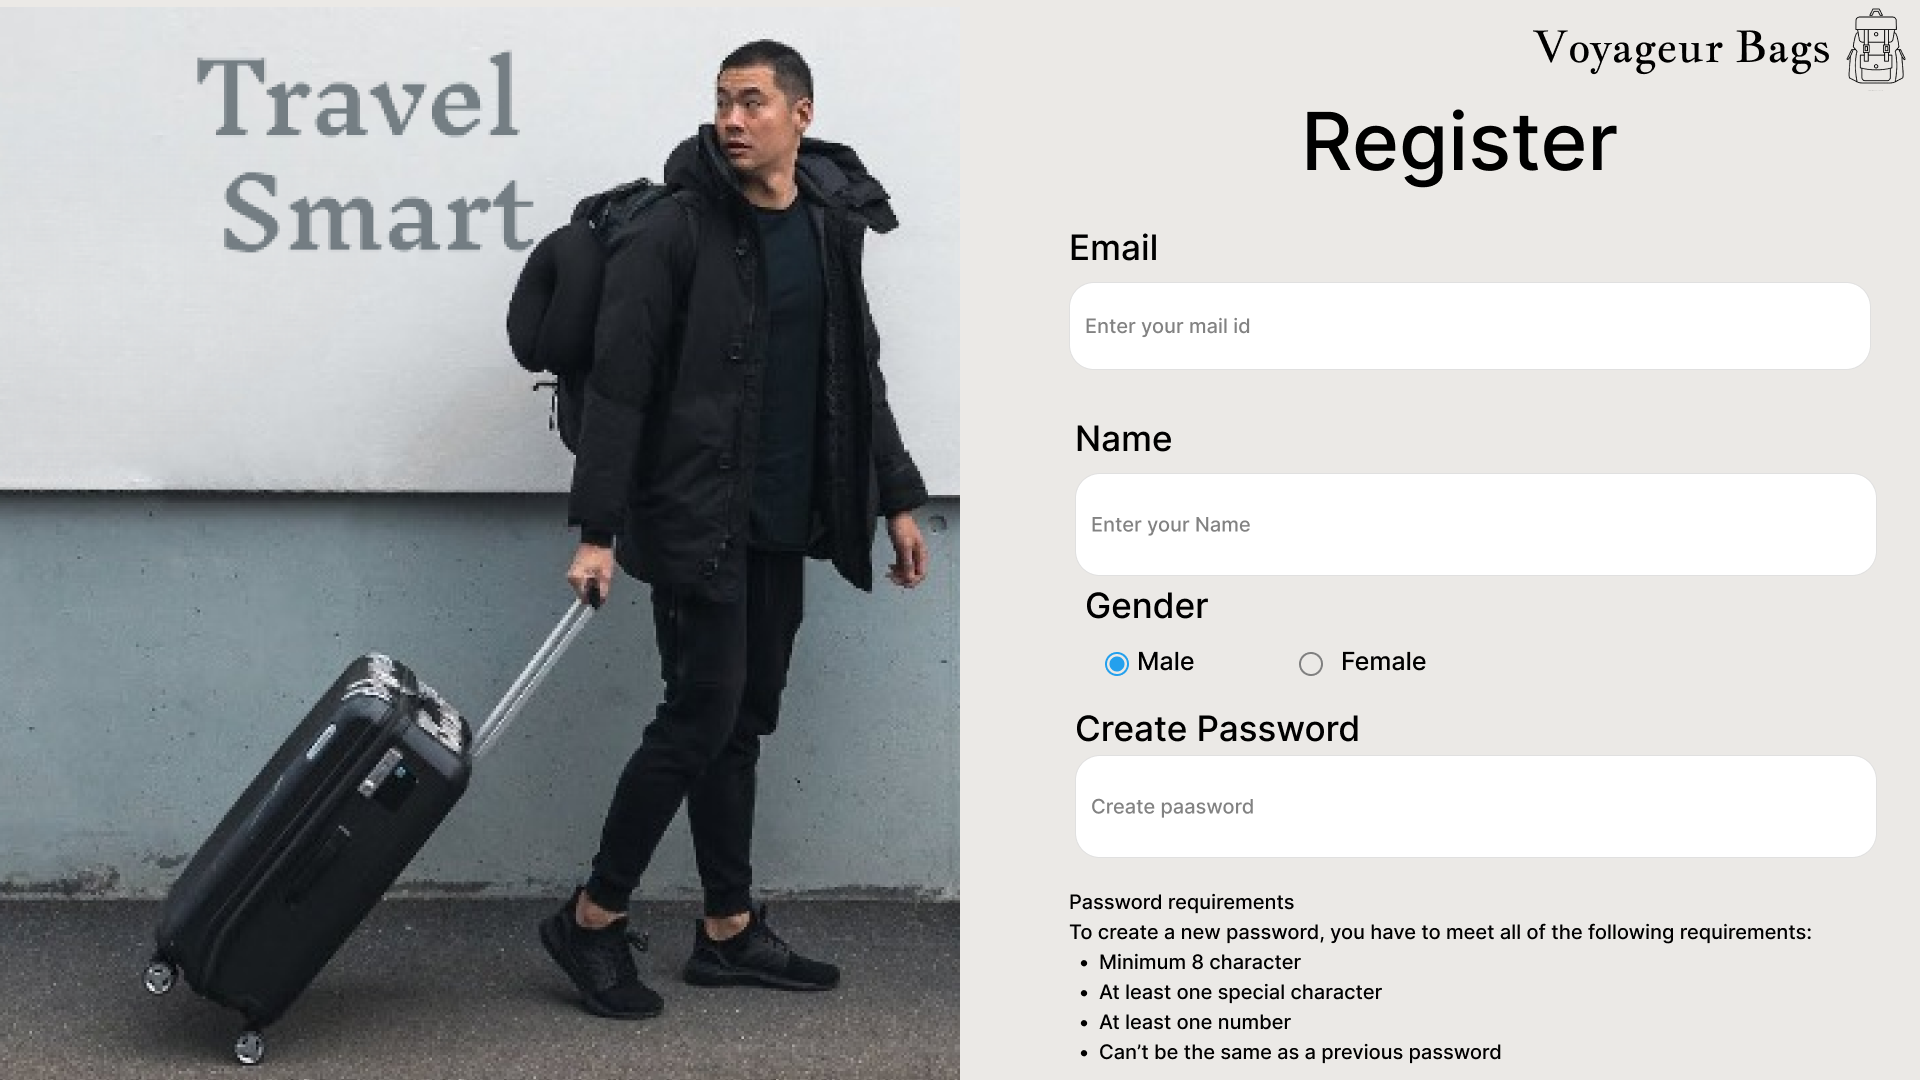 Travel
Smart
Voyageur Bags
Register
Email
Enter your mail id
Name
Enter your Name
Gender
Male Female
Create Password
Create paasword
Password requirements
To create a new password, you have to meet all of the following requirements:
• Minimum 8 character
• At least one special character
• At least one number
• Can’t be the same as a previous password